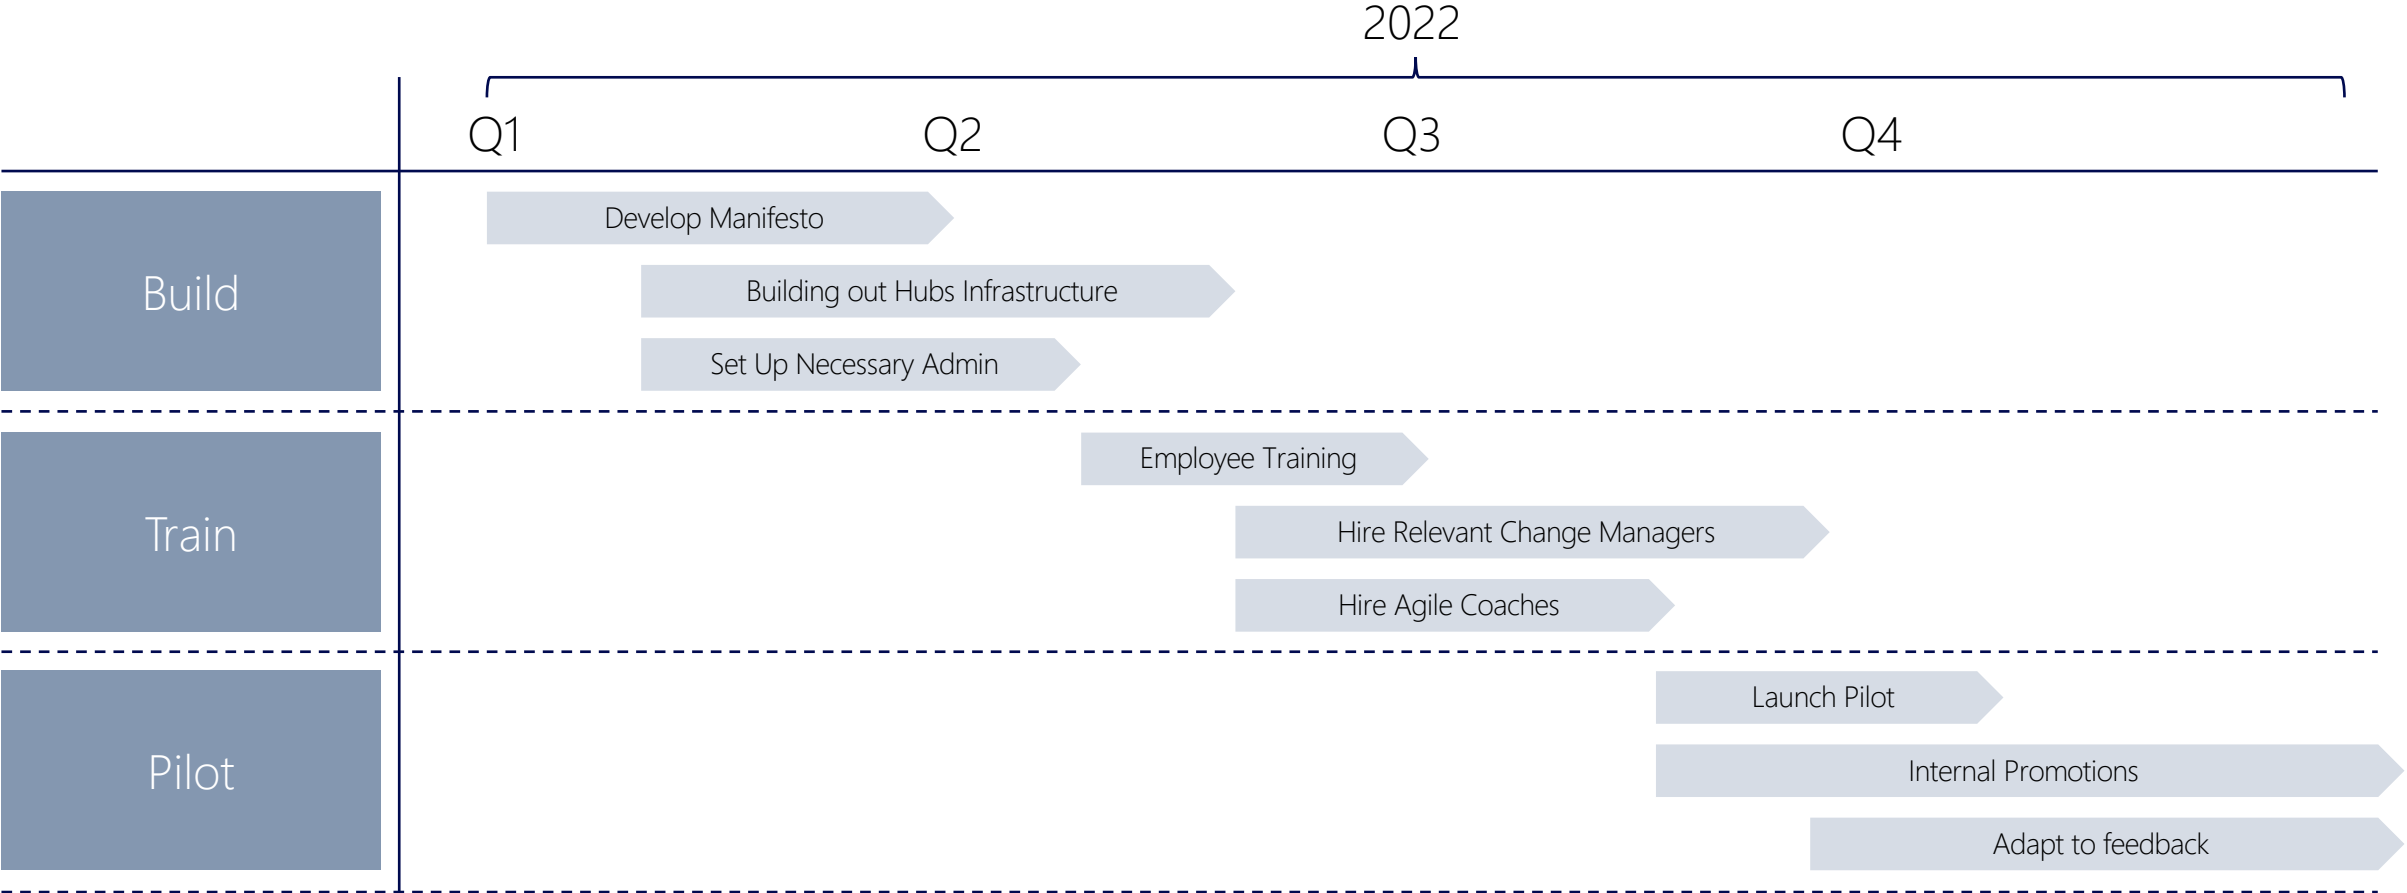 2022
Q1 Q2 Q3 Q4
Build
Develop Manifesto
Building out Hubs Infrastructure
Set Up Necessary Admin
Train
Employee Training
Hire Relevant Change Managers
Hire Agile Coaches
Pilot
Launch Pilot
Internal Promotions
Adapt to feedback